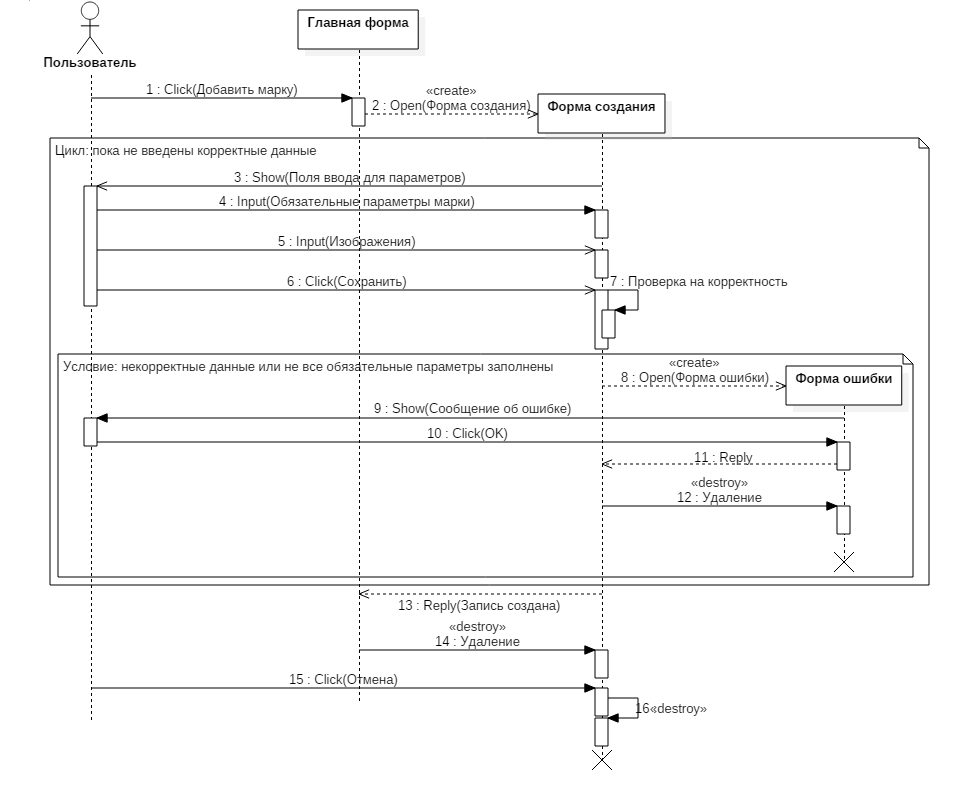 Главная форма
Пользователь
1 : Click(Добавить марку)
«create»
2 : Open(Форма создания)
Форма создания
Цикл: пока не введены корректные данные
3 : Show(Поля ввода для параметров)
4 : Input(Обязательные параметры марки)
5 : Input(Изображения)
6 : Click(Сохранить)
7 : Проверка на корректность
Условие: некорректные данные или не все обязательные параметры заполнены
«create»
8 : Open(Форма ошибки)
Форма ошибки
9 : Show(Сообщение об ошибке)
10 : Click(OK)
11 : Reply
«destroy»
12 : Удаление
13 : Reply(Запись создана)
«destroy»
14 : Удаление
15 : Click(Отмена)
16 «destroy»